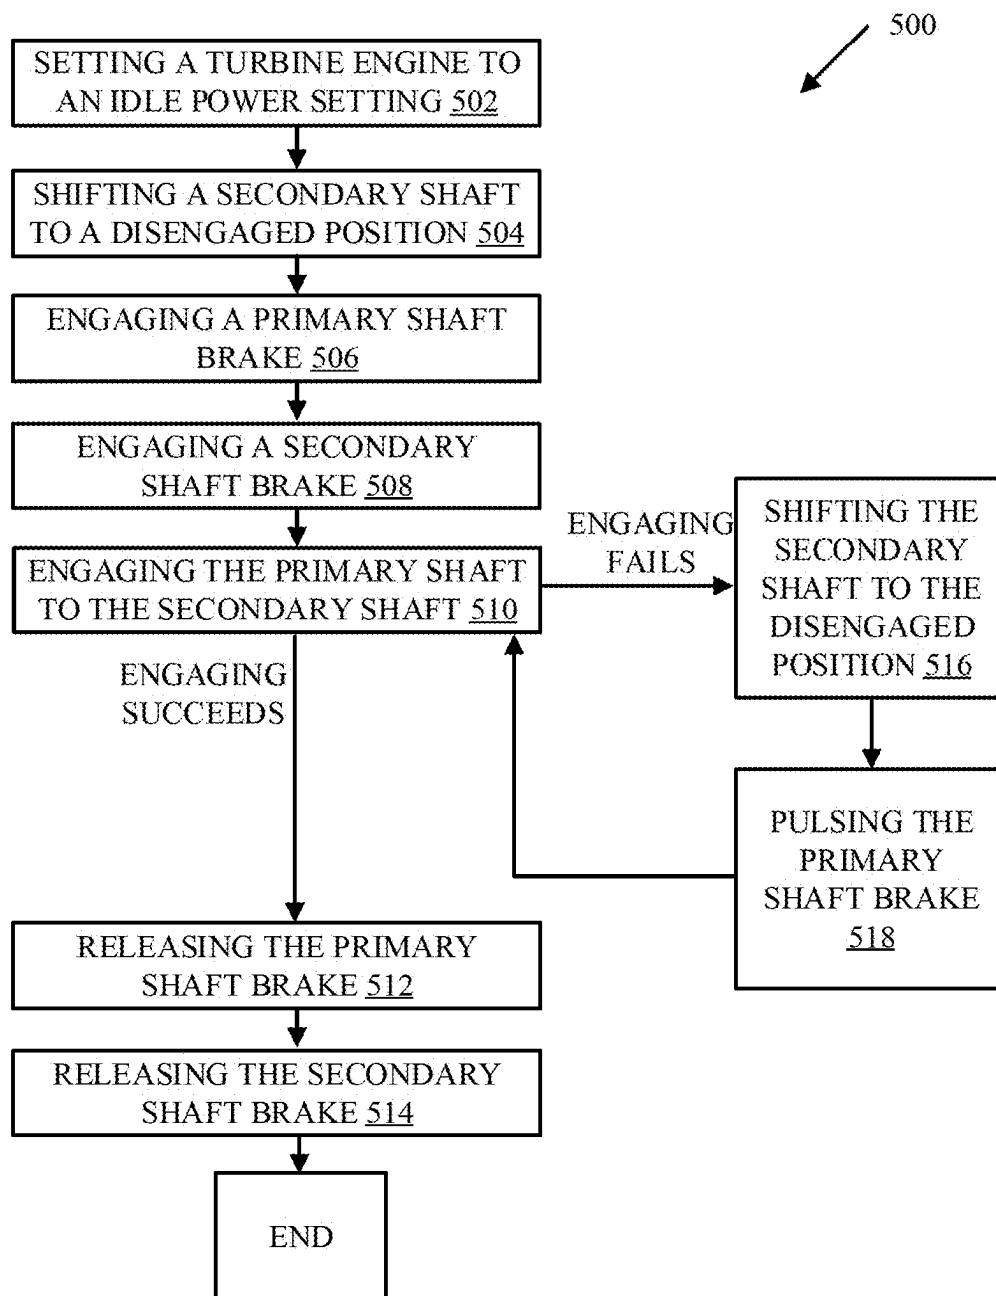 500
SETTING A TURBINE ENGINE TO
AN IDLE POWER SETTING 502
SHIFTING A SECONDARY SHAFT
TO A DISENGAGED POSITION 504
ENGAGING A PRIMARY SHAFT
BRAKE 506
ENGAGING A SECONDARY
SHAFT BRAKE 508
ENGAGING THE PRIMARY SHAFT
TO THE SECONDARY SHAFT 510
ENGAGING
FAILS
SHIFTING THE
SECONDARY
SHAFT TO THE
DISENGAGED
POSITION 516
PULSING THE
PRIMARY
SHAFT BRAKE
518
ENGAGING
SUCCEEDS
RELEASING THE PRIMARY
SHAFT BRAKE 512
RELEASING THE SECONDARY
SHAFT BRAKE 514
END